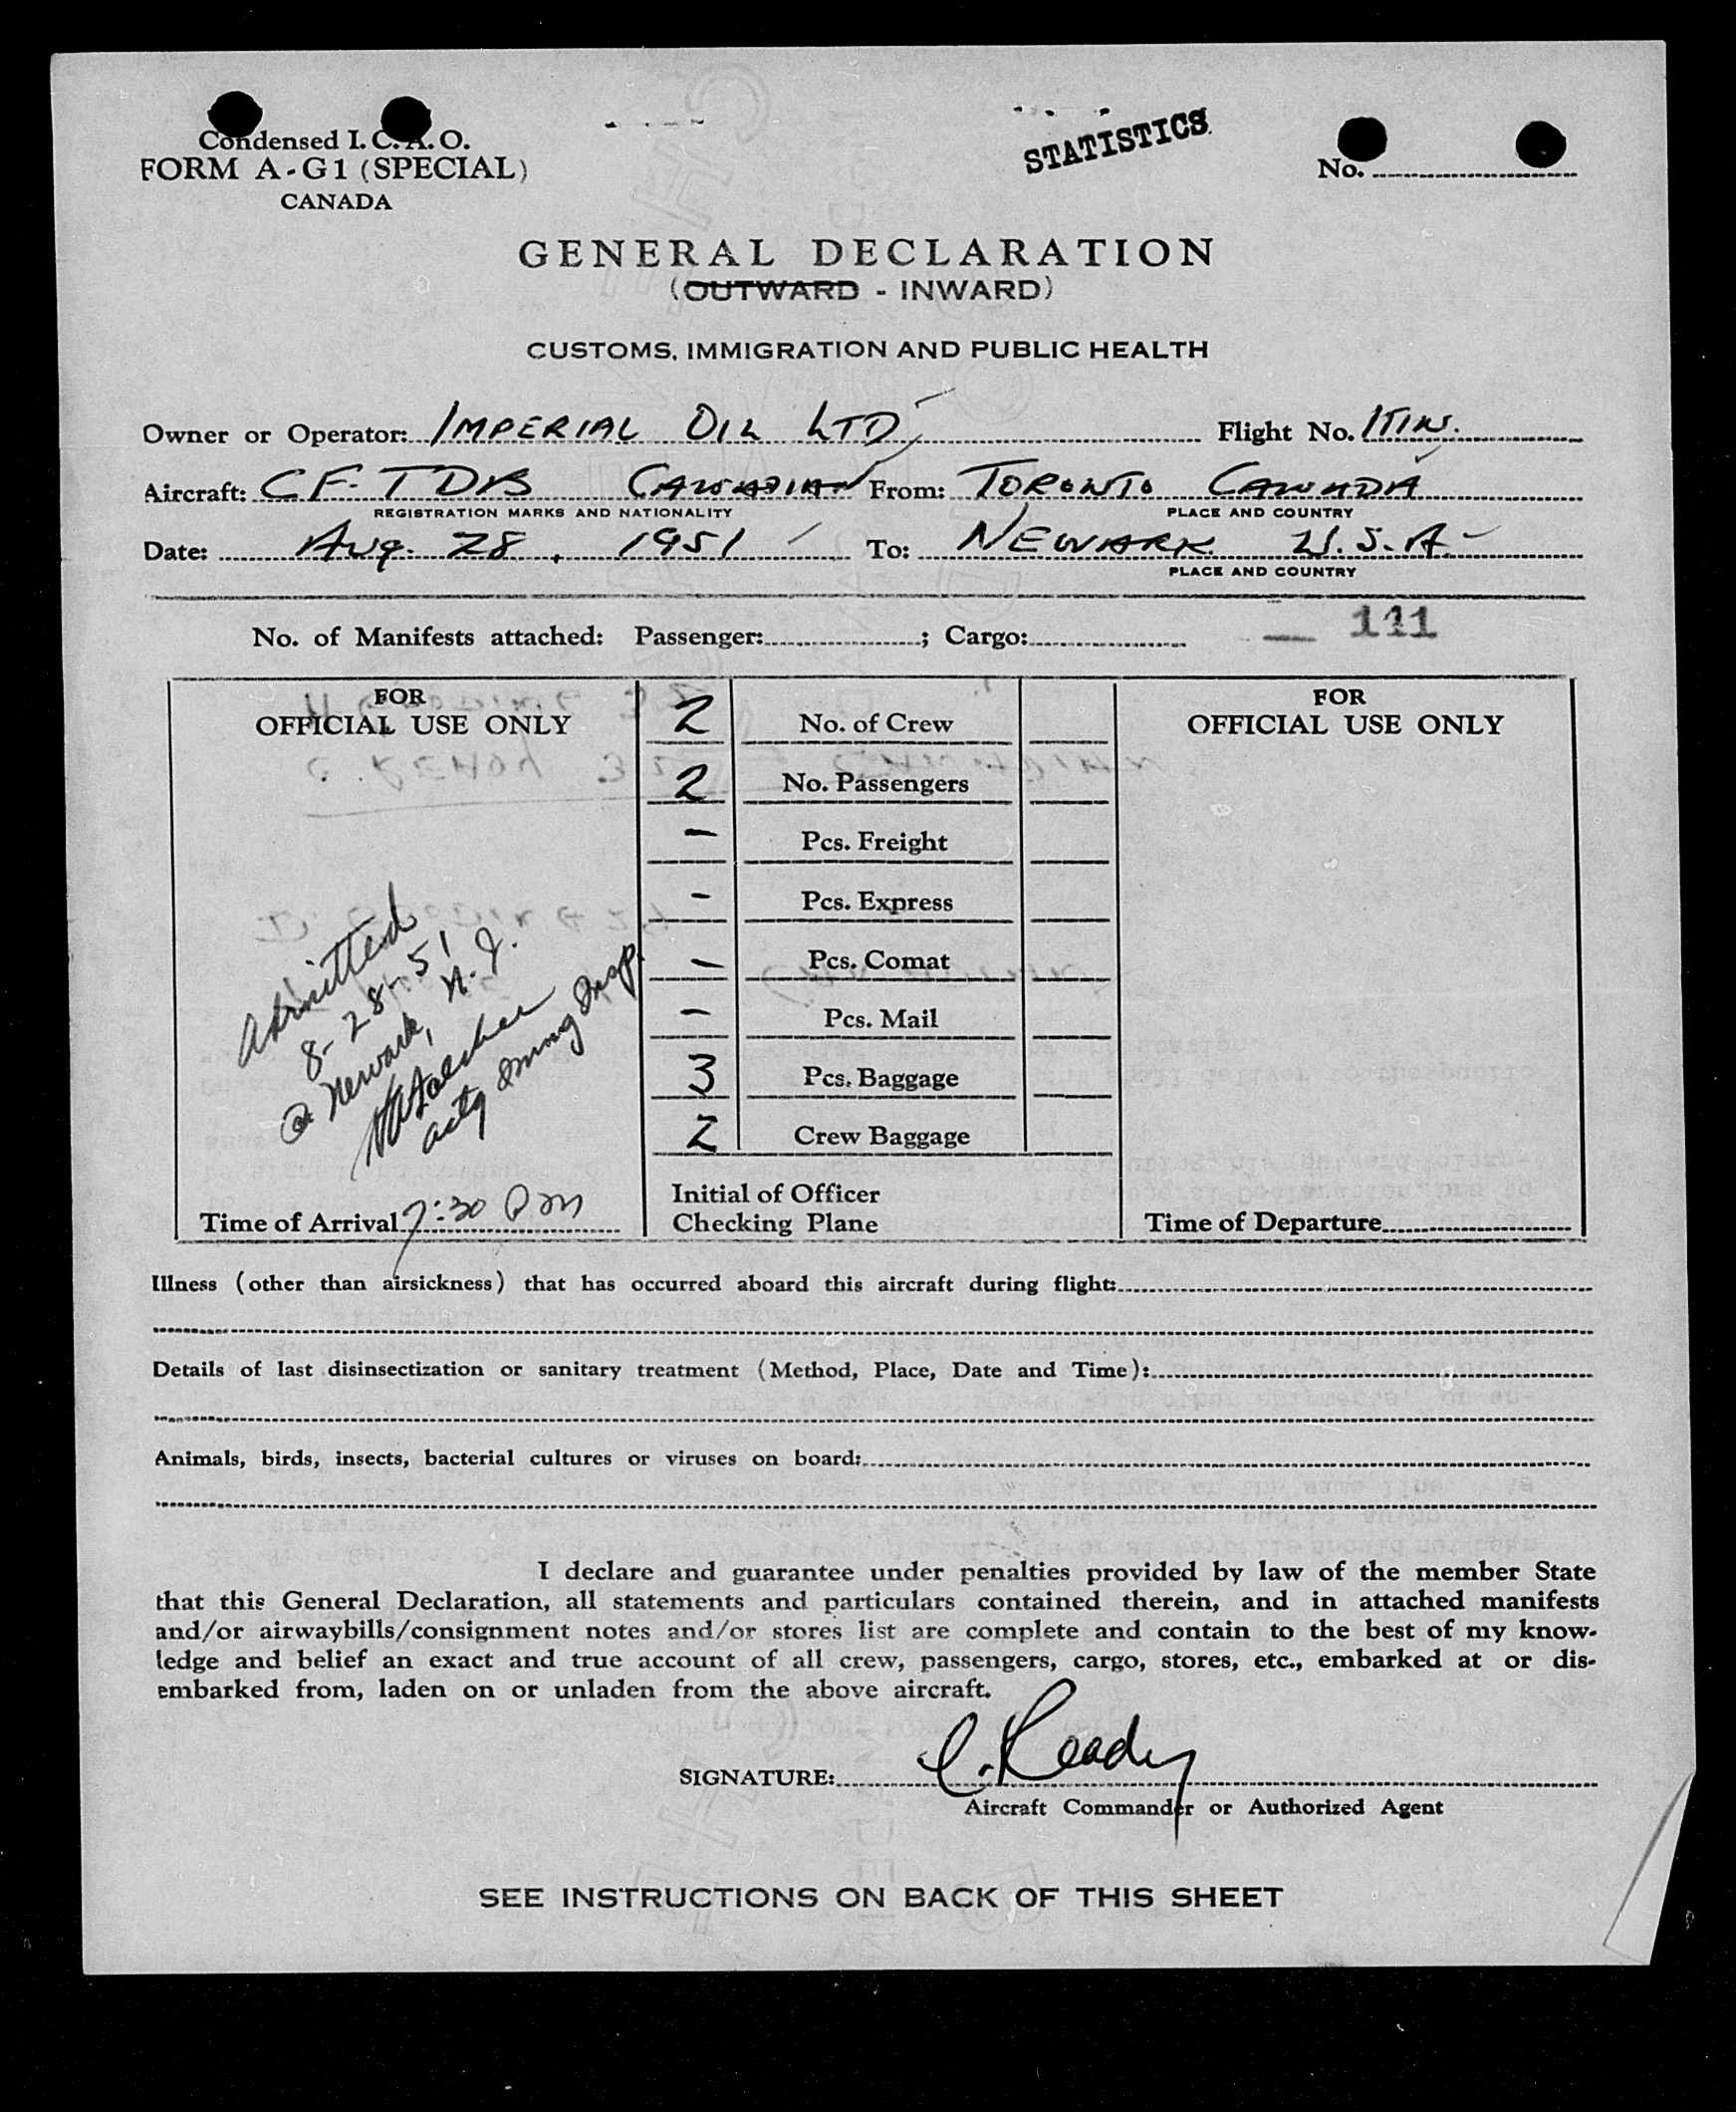 Condensed I. C. A. O.
FORM A-G1 (SPECIAL)
CANADA
STATISTICS
No.
GENERAL DECLARATION
(OUTWARD - INWARD)
CUSTOMS, IMMIGRATION AND PUBLIC HEALTH
Owner or Operator: IMPERIAL OIL LTD Flight No. ITIN.
Aircraft: CF-TDB CANADIAN From: TORONTO CANADA
REGISTRATION MARKS AND NATIONALITY PLACE AND COUNTRY
Date: Aug. 28, 1951 To: NEWARK U.S.A.
PLACE AND COUNTRY
No. of Manifests attached: Passenger: ; Cargo: — 111
FOR
OFFICIAL USE ONLY
2 No. of Crew
2 No. Passengers
- Pcs. Freight
- Pcs. Express
- Pcs. Comat
- Pcs. Mail
3 Pcs. Baggage
2 Crew Baggage
Initial of Officer
Checking Plane
FOR
OFFICIAL USE ONLY
Admitted
8-28-51
@ Newark, N.J.
actg Immg Insp.
Time of Arrival 7:30 Pm
Time of Departure
Illness (other than airsickness) that has occurred aboard this aircraft during flight:
Details of last disinsectization or sanitary treatment (Method, Place, Date and Time):
Animals, birds, insects, bacterial cultures or viruses on board:
I declare and guarantee under penalties provided by law of the member State
that this General Declaration, all statements and particulars contained therein, and in attached manifests
and/or airwaybills/consignment notes and/or stores list are complete and contain to the best of my know-
ledge and belief an exact and true account of all crew, passengers, cargo, stores, etc., embarked at or dis-
embarked from, laden on or unladen from the above aircraft.
SIGNATURE: C. Ready
Aircraft Commander or Authorized Agent
SEE INSTRUCTIONS ON BACK OF THIS SHEET